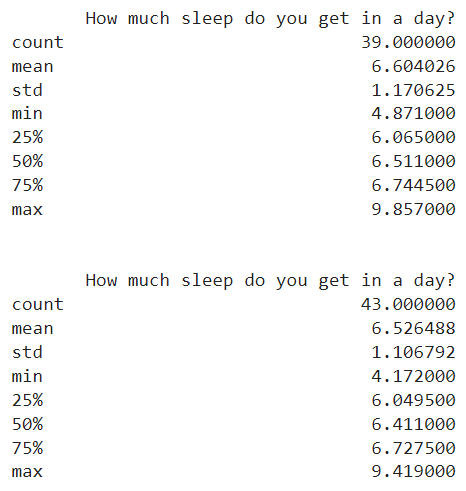 How much sleep do you get in a day?
count 39.000000
mean 6.604026
std 1.170625
min 4.871000
25% 6.065000
50% 6.511000
75% 6.744500
max 9.857000
How much sleep do you get in a day?
count 43.000000
mean 6.526488
std 1.106792
min 4.172000
25% 6.049500
50% 6.411000
75% 6.727500
max 9.419000